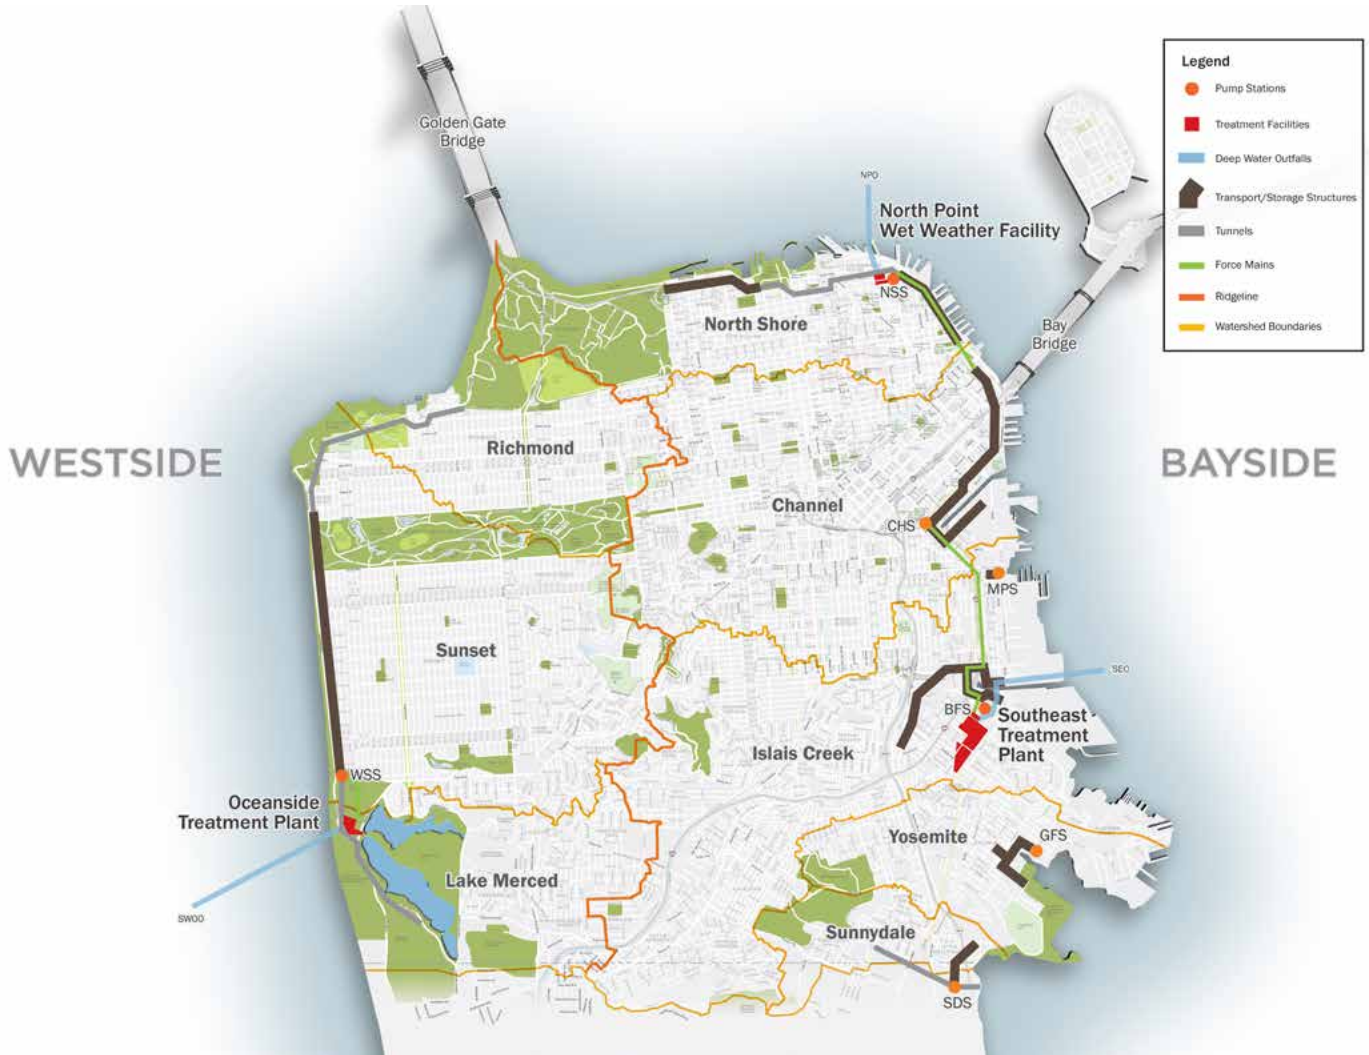 Legend
Pump Stations
Treatment Facilities
Deep Water Outfalls
Transport/Storage Structures
Tunnels
Force Mains
Ridgeline
Watershed Boundaries
Golden Gate
Bridge
NPO
North Point
Wet Weather Facility
NSS
North Shore
Bay
Bridge
WESTSIDE
BAYSIDE
Richmond
Channel
CHS
MPS
Sunset
SEO
BFS
Southeast
Treatment
Plant
Islais Creek
WSS
Oceanside
Treatment Plant
Yosemite
GFS
Lake Merced
SWOO
Sunnydale
SDS